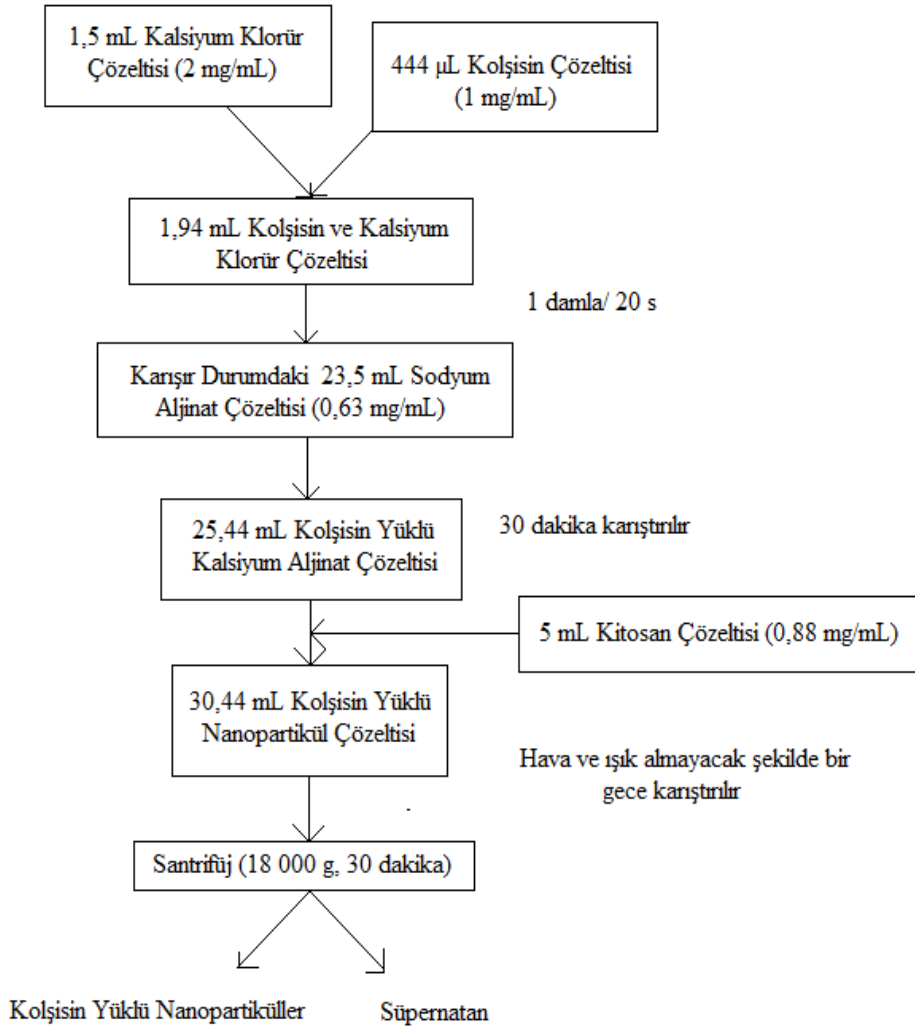 1,5 mL Kalsiyum Klorür
Çözeltisi (2 mg/mL)
444 µL Kolşisin Çözeltisi
(1 mg/mL)
1,94 mL Kolşisin ve Kalsiyum
Klorür Çözeltisi
1 damla/ 20 s
Karışır Durumdaki 23,5 mL Sodyum
Aljinat Çözeltisi (0,63 mg/mL)
25,44 mL Kolşisin Yüklü
Kalsiyum Aljinat Çözeltisi
30 dakika karıştırılır
5 mL Kitosan Çözeltisi (0,88 mg/mL)
30,44 mL Kolşisin Yüklü
Nanopartikül Çözeltisi
Hava ve ışık almayacak şekilde bir
gece karıştırılır
Santrifüj (18 000 g, 30 dakika)
Kolşisin Yüklü Nanopartiküller
Süpernatan